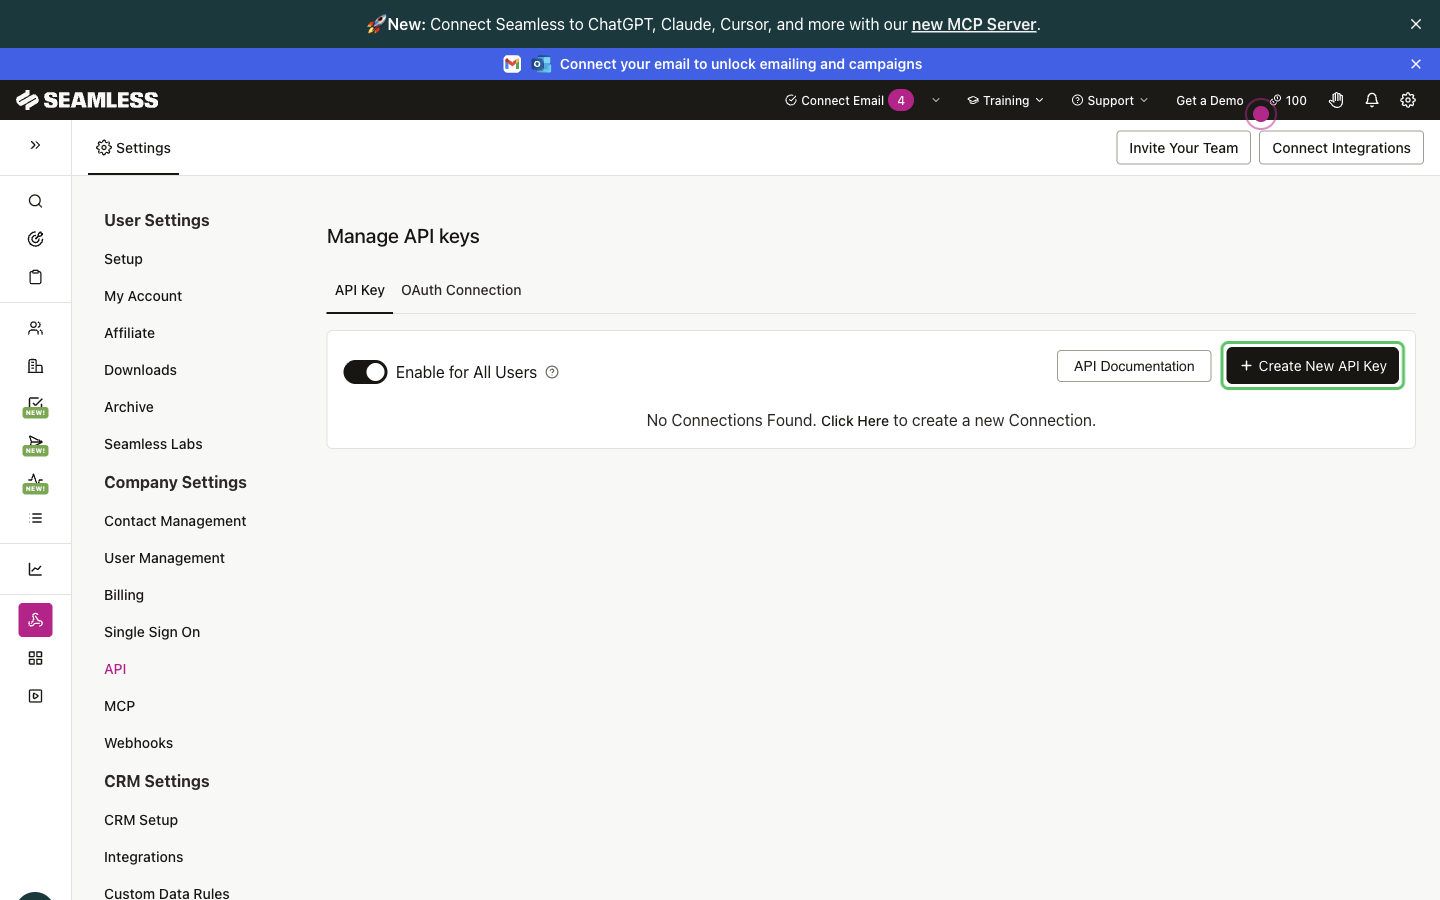 🚀New: Connect Seamless to ChatGPT, Claude, Cursor, and more with our new MCP Server.
Connect your email to unlock emailing and campaigns
SEAMLESS
Connect Email 4
Training
Support
Get a Demo
100
Settings
Invite Your Team
Connect Integrations
NEW!
NEW!
NEW!
User Settings
Setup
My Account
Affiliate
Downloads
Archive
Seamless Labs
Company Settings
Contact Management
User Management
Billing
Single Sign On
API
MCP
Webhooks
CRM Settings
CRM Setup
Integrations
Custom Data Rules
Manage API keys
API Key
OAuth Connection
Enable for All Users
API Documentation
+ Create New API Key
No Connections Found. Click Here to create a new Connection.